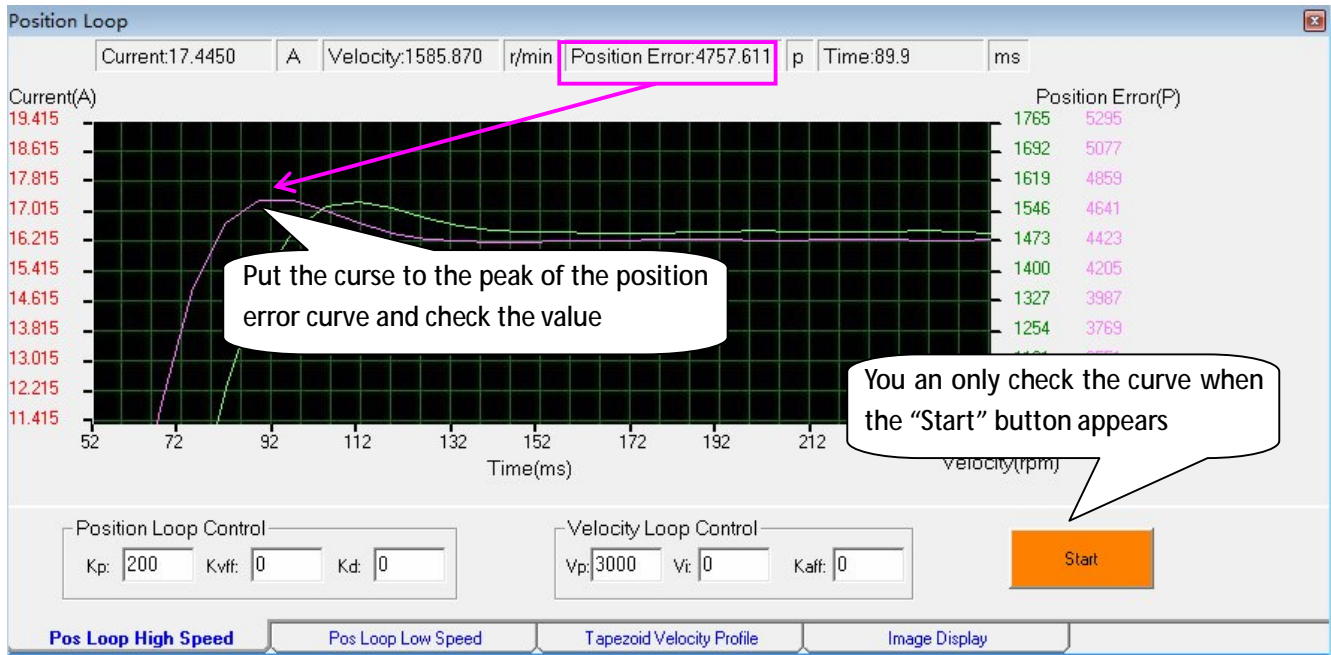 Position Loop
Current:17.4450 A Velocity:1585.870 r/min Position Error:4757.611 p Time:89.9 ms
Current(A) Position Error(P)
19.415 1765 5295
18.615 1692 5077
17.815 1619 4859
17.015 1546 4641
16.215 1473 4423
15.415 1400 4205
14.615 1327 3987
13.815 1254 3769
13.015
12.215
11.415
Put the curse to the peak of the position
error curve and check the value
You an only check the curve when
the “Start” button appears
52 72 92 112 132 152 172 192 212
Time(ms) Velocity(rpm)
Position Loop Control Velocity Loop Control
Kp: 200 Kvff: 0 Kd: 0 Vp: 3000 Vi: 0 Kaff: 0 Start
Pos Loop High Speed Pos Loop Low Speed Tapezoid Velocity Profile Image Display